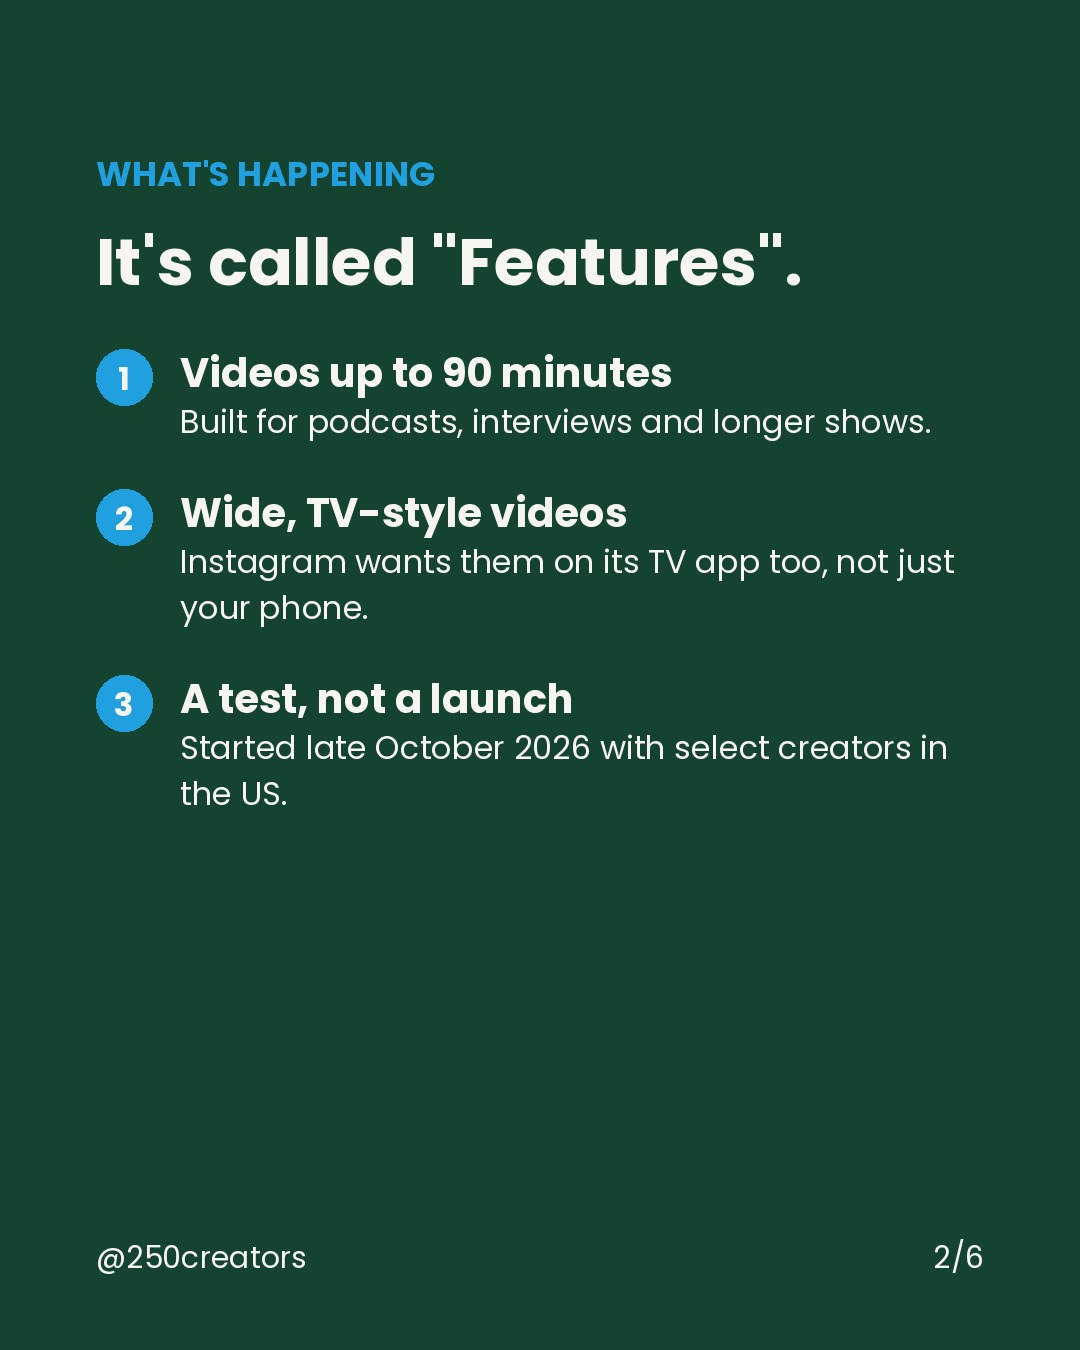 WHAT'S HAPPENING
It's called "Features".
1 Videos up to 90 minutes
Built for podcasts, interviews and longer shows.
2 Wide, TV-style videos
Instagram wants them on its TV app too, not just
your phone.
3 A test, not a launch
Started late October 2026 with select creators in
the US.
@250creators 2/6